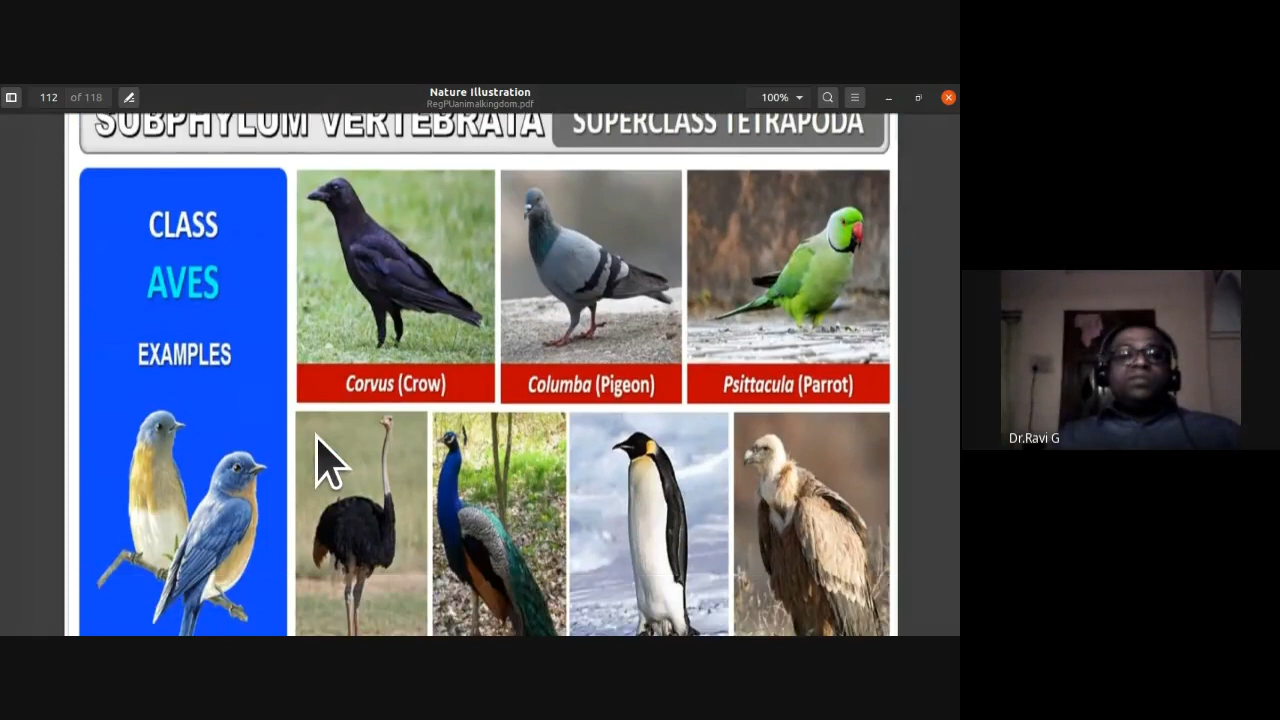 112 of 118
Nature Illustration
RegPUanimalkingdom.pdf
100%
SUBPHYLUM VERTEBRATA
SUPERCLASS TETRAPODA
CLASS
AVES
EXAMPLES
Corvus (Crow)
Columba (Pigeon)
Psittacula (Parrot)
Dr.Ravi G